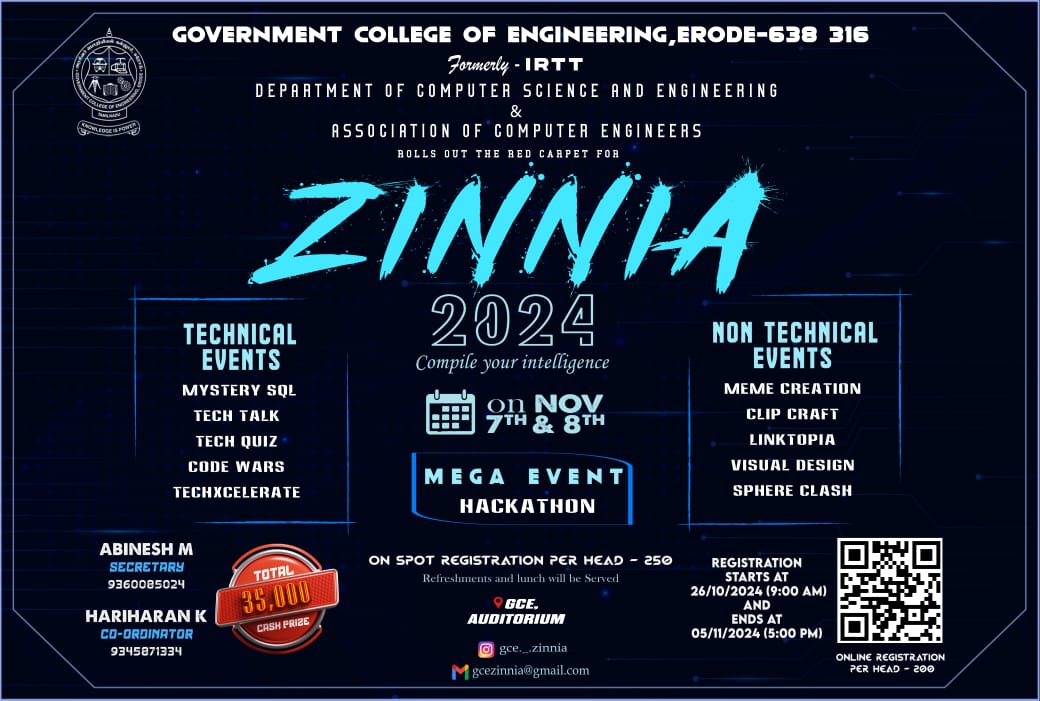 GOVERNMENT COLLEGE OF ENGINEERING,ERODE-638 316
Formerly - IRTT
DEPARTMENT OF COMPUTER SCIENCE AND ENGINEERING
&
ASSOCIATION OF COMPUTER ENGINEERS
ROLLS OUT THE RED CARPET FOR
ZINNIA
2024
Compile your intelligence
on NOV
7TH & 8TH
MEGA EVENT
HACKATHON
TECHNICAL
EVENTS
MYSTERY SQL
TECH TALK
TECH QUIZ
CODE WARS
TECHXCELERATE
NON TECHNICAL
EVENTS
MEME CREATION
CLIP CRAFT
LINKTOPIA
VISUAL DESIGN
SPHERE CLASH
ABINESH M
SECRETARY
9360085024
HARIHARAN K
CO-ORDINATOR
9345871334
TOTAL
35,000
CASH PRIZE
ON SPOT REGISTRATION PER HEAD - 250
Refreshments and lunch will be Served
GCE,
AUDITORIUM
gce._.zinnia
gcezinnia@gmail.com
REGISTRATION
STARTS AT
26/10/2024 (9:00 AM)
AND
ENDS AT
05/11/2024 (5:00 PM)
ONLINE REGISTRATION
PER HEAD - 200
TAMILNADU
KNOWLEDGE IS POWER